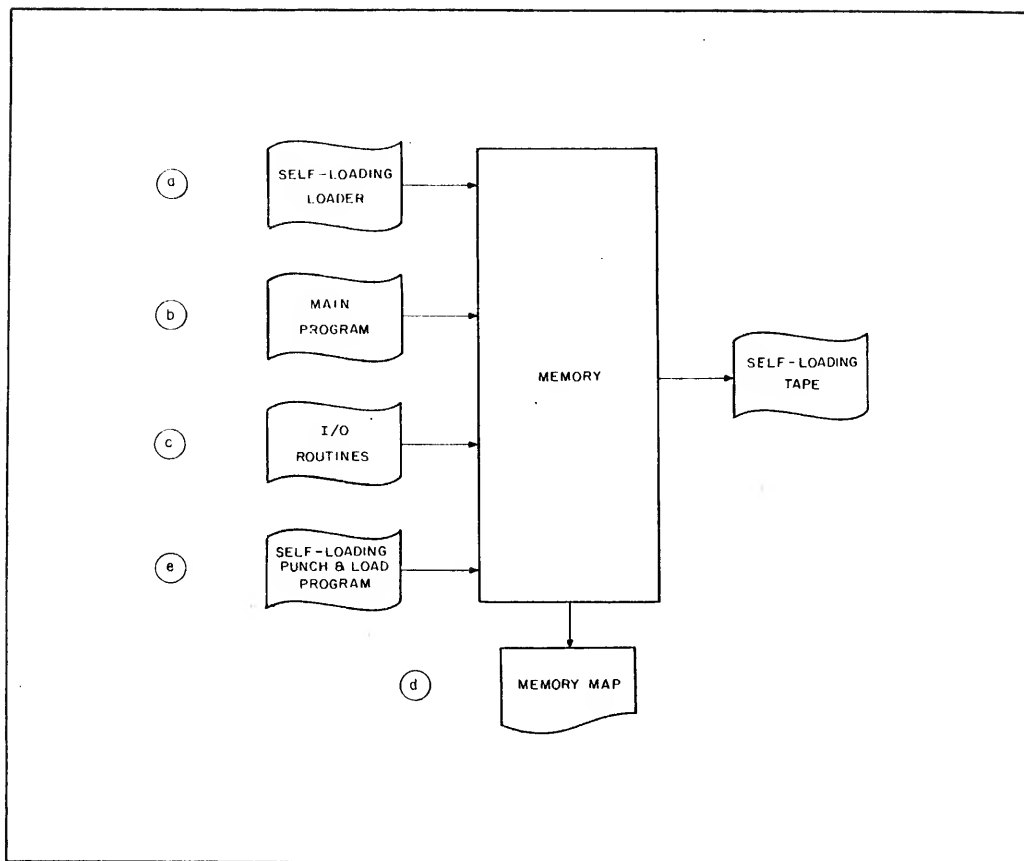 a
SELF-LOADING
LOADER
b
MAIN
PROGRAM
MEMORY
SELF-LOADING
TAPE
c
I/O
ROUTINES
e
SELF-LOADING
PUNCH & LOAD
PROGRAM
d
MEMORY MAP